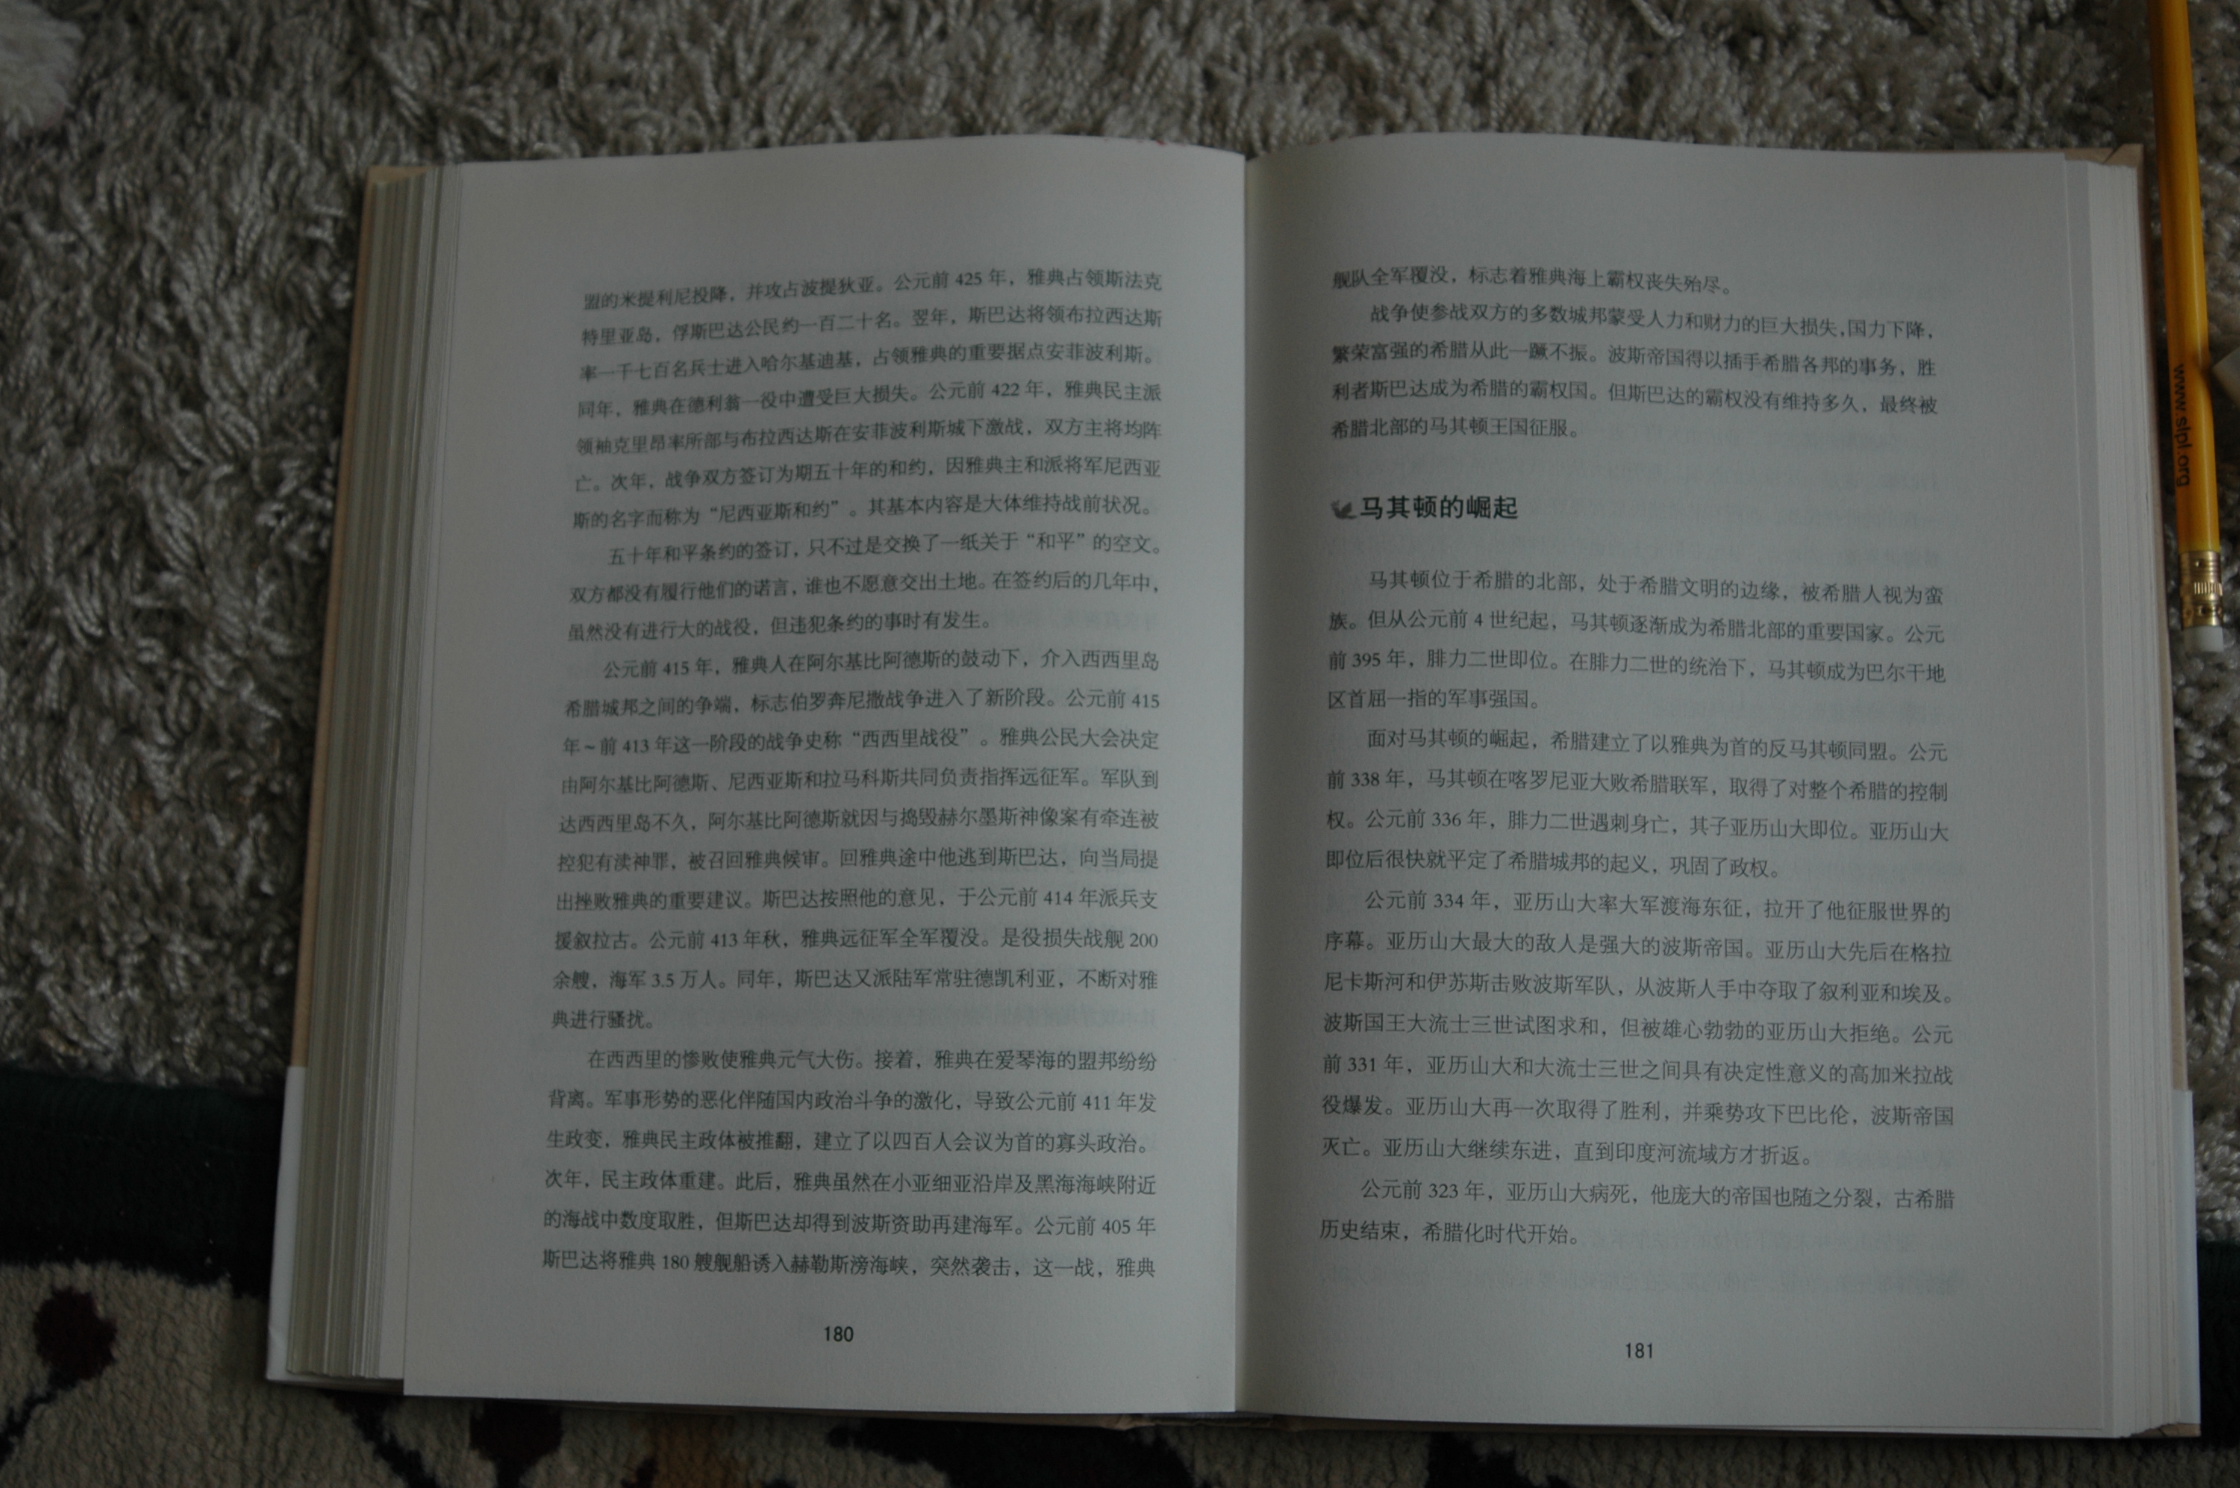 盟的米提利尼投降，并攻占波提狄亚。公元前 425 年，雅典占领斯法克
特里亚岛，俘斯巴达公民约一百二十名。翌年，斯巴达将领布拉西达斯
率一千七百名兵士进入哈尔基迪基，占领雅典的重要据点安菲波利斯。
同年，雅典在德利翁一役中遭受巨大损失。公元前 422 年，雅典民主派
领袖克里昂率所部与布拉西达斯在安菲波利斯城下激战，双方主将均阵
亡。次年，战争双方签订为期五十年的和约，因雅典主和派将军尼西亚
斯的名字而称为“尼西亚斯和约”。其基本内容是大体维持战前状况。
五十年和平条约的签订，只不过是交换了一纸关于“和平”的空文。
双方都没有履行他们的诺言，谁也不愿意交出土地。在签约后的几年中，
虽然没有进行大的战役，但违犯条约的事时有发生。
公元前 415 年，雅典人在阿尔基比阿德斯的鼓动下，介入西西里岛
希腊城邦之间的争端，标志伯罗奔尼撒战争进入了新阶段。公元前 415
年～前 413 年这一阶段的战争史称“西西里战役”。雅典公民大会决定
由阿尔基比阿德斯、尼西亚斯和拉马科斯共同负责指挥远征军。军队到
达西西里岛不久，阿尔基比阿德斯就因与捣毁赫尔墨斯神像案有牵连被
控犯有渎神罪，被召回雅典候审。回雅典途中他逃到斯巴达，向当局提
出挫败雅典的重要建议。斯巴达按照他的意见，于公元前 414 年派兵支
援叙拉古。公元前 413 年秋，雅典远征军全军覆没。是役损失战舰 200
余艘，海军 3.5 万人。同年，斯巴达又派陆军常驻德凯利亚，不断对雅
典进行骚扰。
在西西里的惨败使雅典元气大伤。接着，雅典在爱琴海的盟邦纷纷
背离。军事形势的恶化伴随国内政治斗争的激化，导致公元前 411 年发
生政变，雅典民主政体被推翻，建立了以四百人会议为首的寡头政治。
次年，民主政体重建。此后，雅典虽然在小亚细亚沿岸及黑海海峡附近
的海战中数度取胜，但斯巴达却得到波斯资助再建海军。公元前 405 年
斯巴达将雅典 180 艘舰船诱入赫勒斯滂海峡，突然袭击，这一战，雅典
180
舰队全军覆没，标志着雅典海上霸权丧失殆尽。
战争使参战双方的多数城邦蒙受人力和财力的巨大损失，国力下降，
繁荣富强的希腊从此一蹶不振。波斯帝国得以插手希腊各邦的事务，胜
利者斯巴达成为希腊的霸权国。但斯巴达的霸权没有维持多久，最终被
希腊北部的马其顿王国征服。
马其顿的崛起
马其顿位于希腊的北部，处于希腊文明的边缘，被希腊人视为蛮
族。但从公元前 4 世纪起，马其顿逐渐成为希腊北部的重要国家。公元
前 395 年，腓力二世即位。在腓力二世的统治下，马其顿成为巴尔干地
区首屈一指的军事强国。
面对马其顿的崛起，希腊建立了以雅典为首的反马其顿同盟。公元
前 338 年，马其顿在喀罗尼亚大败希腊联军，取得了对整个希腊的控制
权。公元前 336 年，腓力二世遇刺身亡，其子亚历山大即位。亚历山大
即位后很快就平定了希腊城邦的起义，巩固了政权。
公元前 334 年，亚历山大率大军渡海东征，拉开了他征服世界的
序幕。亚历山大最大的敌人是强大的波斯帝国。亚历山大先后在格拉
尼卡斯河和伊苏斯击败波斯军队，从波斯人手中夺取了叙利亚和埃及。
波斯国王大流士三世试图求和，但被雄心勃勃的亚历山大拒绝。公元
前 331 年，亚历山大和大流士三世之间具有决定性意义的高加米拉战
役爆发。亚历山大再一次取得了胜利，并乘势攻下巴比伦，波斯帝国
灭亡。亚历山大继续东进，直到印度河流域方才折返。
公元前 323 年，亚历山大病死，他庞大的帝国也随之分裂，古希腊
历史结束，希腊化时代开始。
181
www.slpl.org